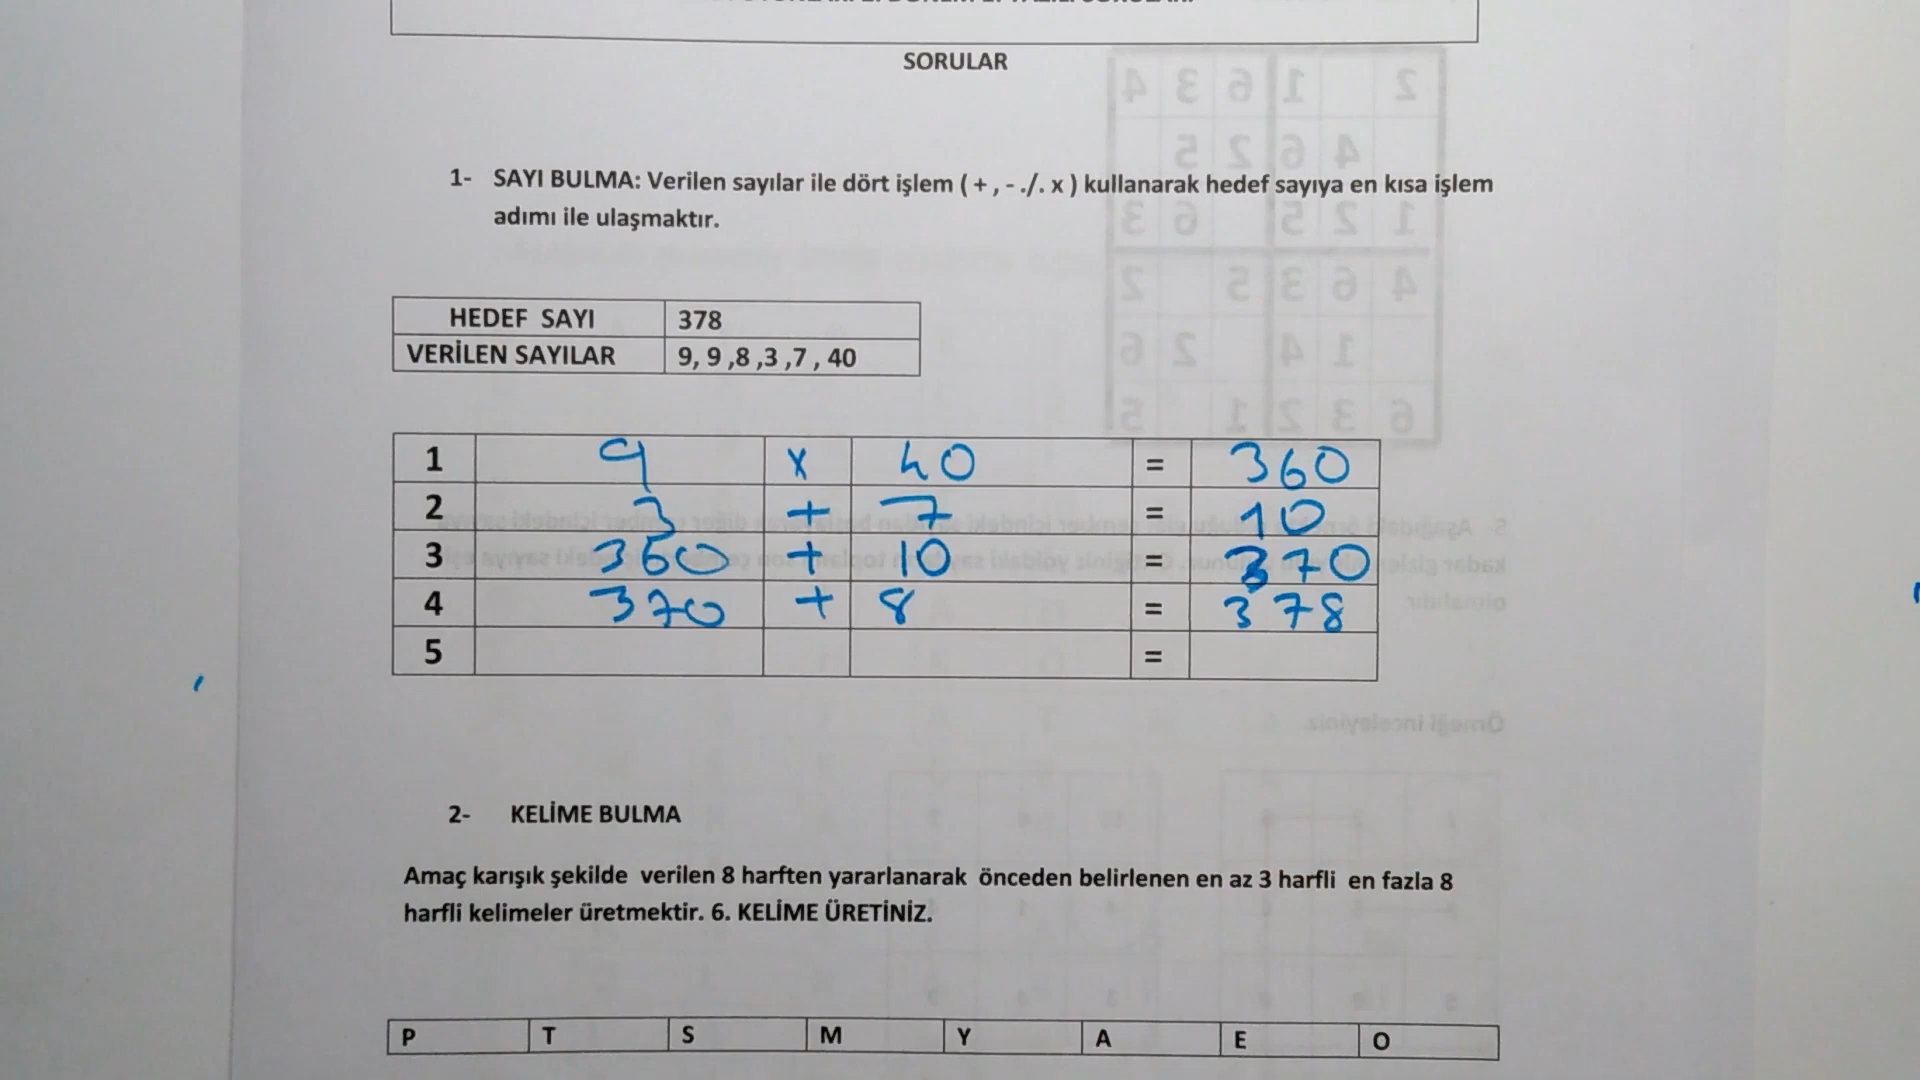 SORULAR
1- SAYI BULMA: Verilen sayılar ile dört işlem ( + , - ./. x ) kullanarak hedef sayıya en kısa işlem
adımı ile ulaşmaktır.
HEDEF SAYI 378
VERİLEN SAYILAR 9, 9 ,8 ,3 ,7 , 40
1 9 x 40 = 360
2 3 + 7 = 10
3 360 + 10 = 370
4 370 + 8 = 378
5 =
2- KELİME BULMA
Amaç karışık şekilde verilen 8 harften yararlanarak önceden belirlenen en az 3 harfli en fazla 8
harfli kelimeler üretmektir. 6. KELİME ÜRETİNİZ.
P T S M Y A E O